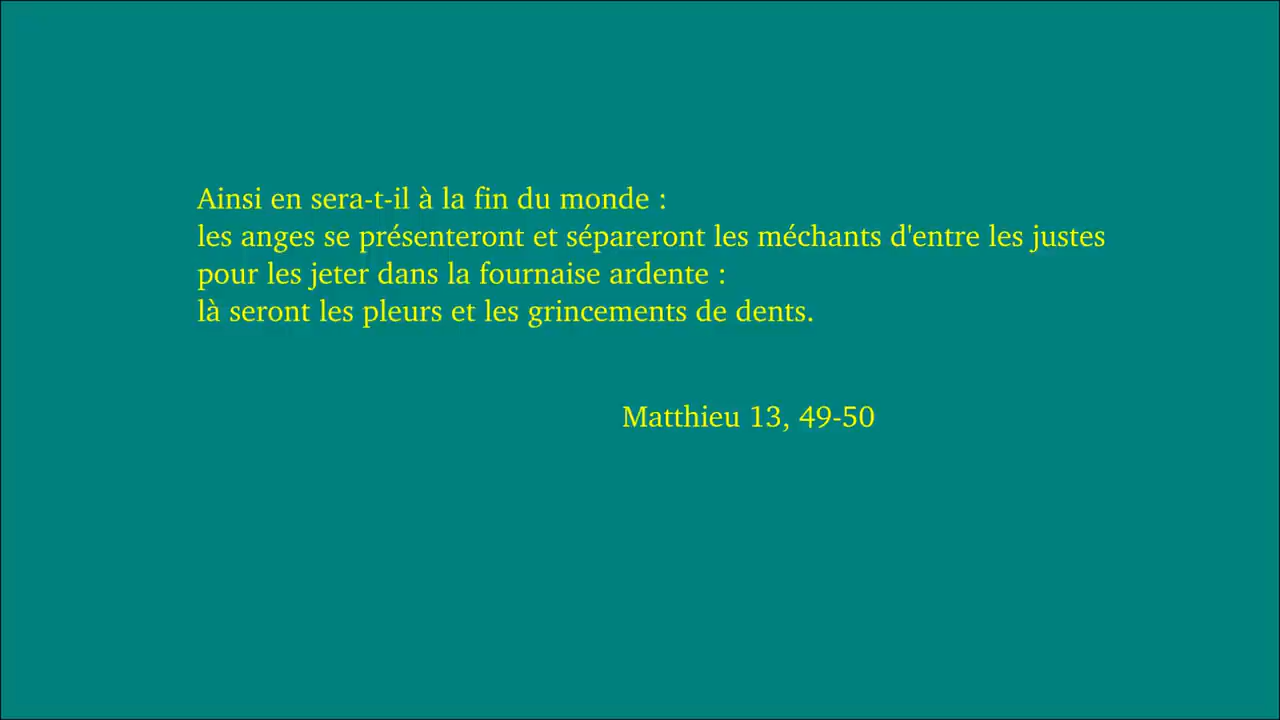 Ainsi en sera-t-il à la fin du monde :
les anges se présenteront et sépareront les méchants d'entre les justes
pour les jeter dans la fournaise ardente :
là seront les pleurs et les grincements de dents.
Matthieu 13, 49-50